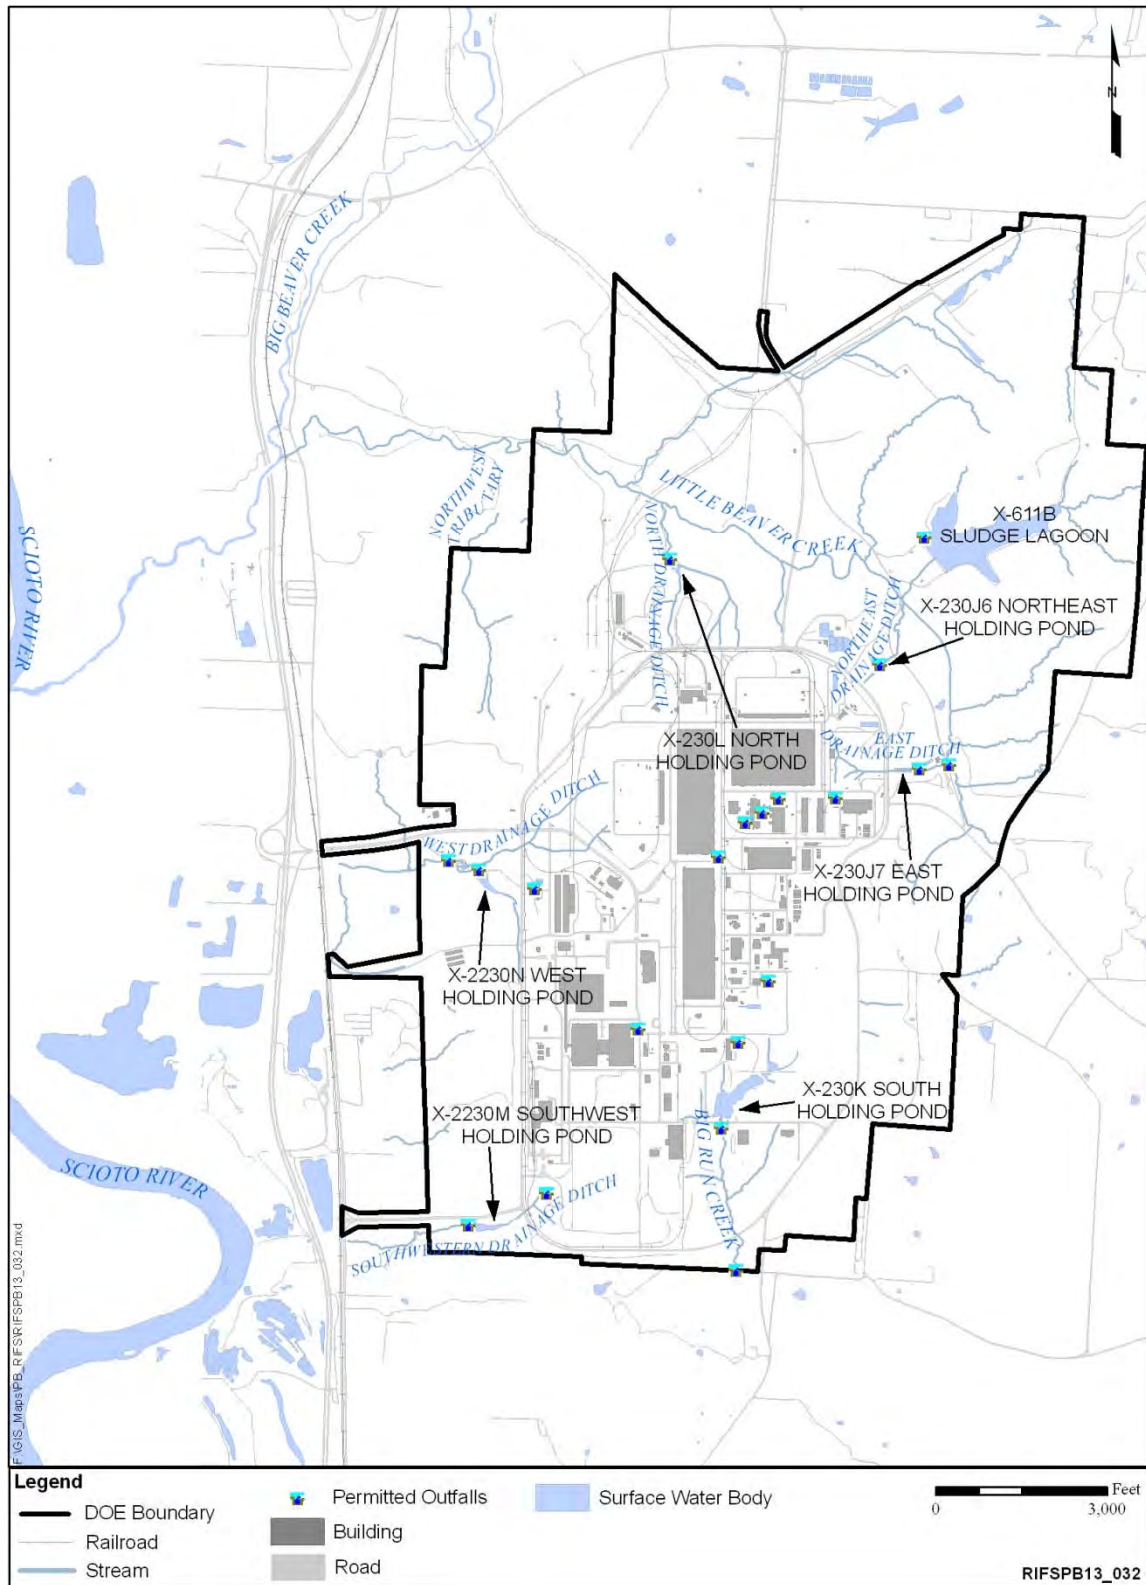 N
BIG BEAVER CREEK
NORTHWEST
TRIBUTARY
LITTLE BEAVER CREEK
X-611B
SLUDGE LAGOON
SCIOTO RIVER
NORTH DRAINAGE DITCH
NORTHEAST
DRAINAGE DITCH
X-230J6 NORTHEAST
HOLDING POND
X-230L NORTH
HOLDING POND
EAST
DRAINAGE DITCH
WEST DRAINAGE DITCH
X-230J7 EAST
HOLDING POND
X-2230N WEST
HOLDING POND
X-2230M SOUTHWEST
HOLDING POND
X-230K SOUTH
HOLDING POND
BIG RUN CREEK
SCIOTO RIVER
SOUTHWESTERN DRAINAGE DITCH
F:\GIS_Maps\PB_RIFS\RIFSPB13_032.mxd
Legend
DOE Boundary
Railroad
Stream
Permitted Outfalls
Building
Road
Surface Water Body
Feet
0 3,000
RIFSPB13_032